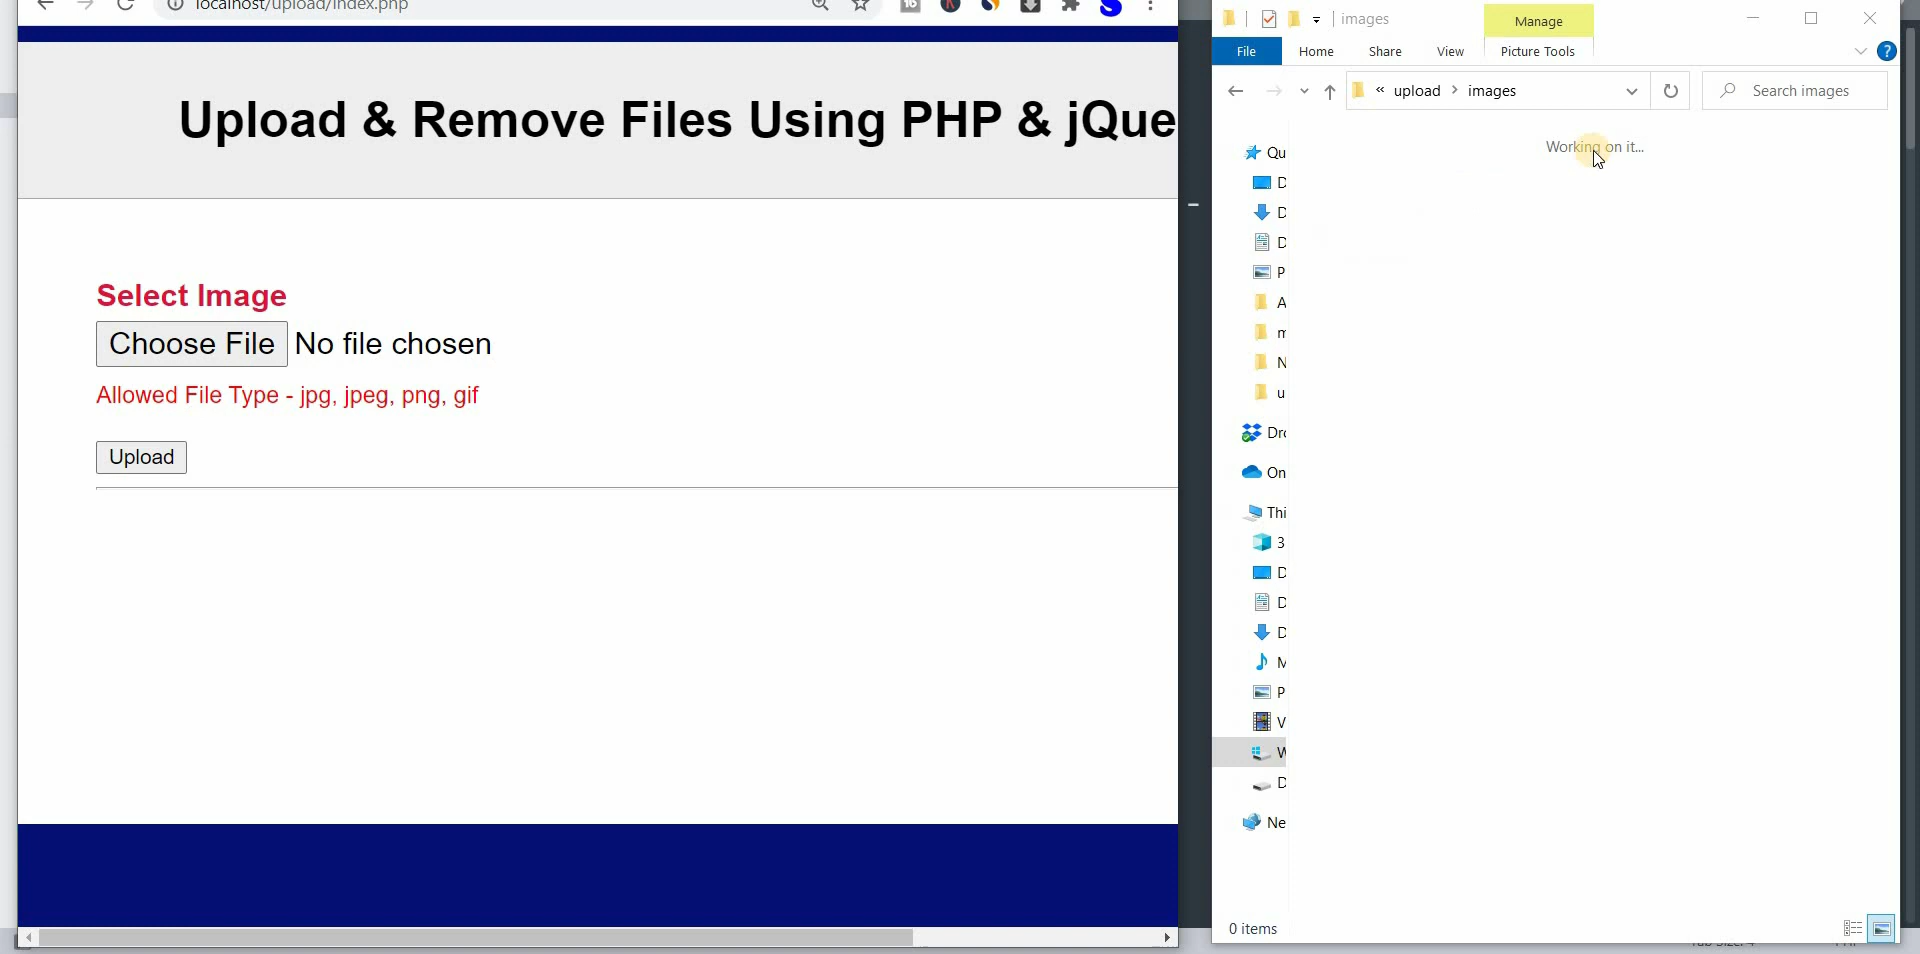 localhost/upload/index.php
Upload & Remove Files Using PHP & jQue
Select Image
Choose File No file chosen
Allowed File Type - jpg, jpeg, png, gif
Upload
images
Manage
File Home Share View Picture Tools
« upload > images
Search images
Working on it...
Qu
D
D
D
P
A
m
N
u
Dro
On
Thi
3
D
D
D
M
P
V
W
D
Ne
0 items